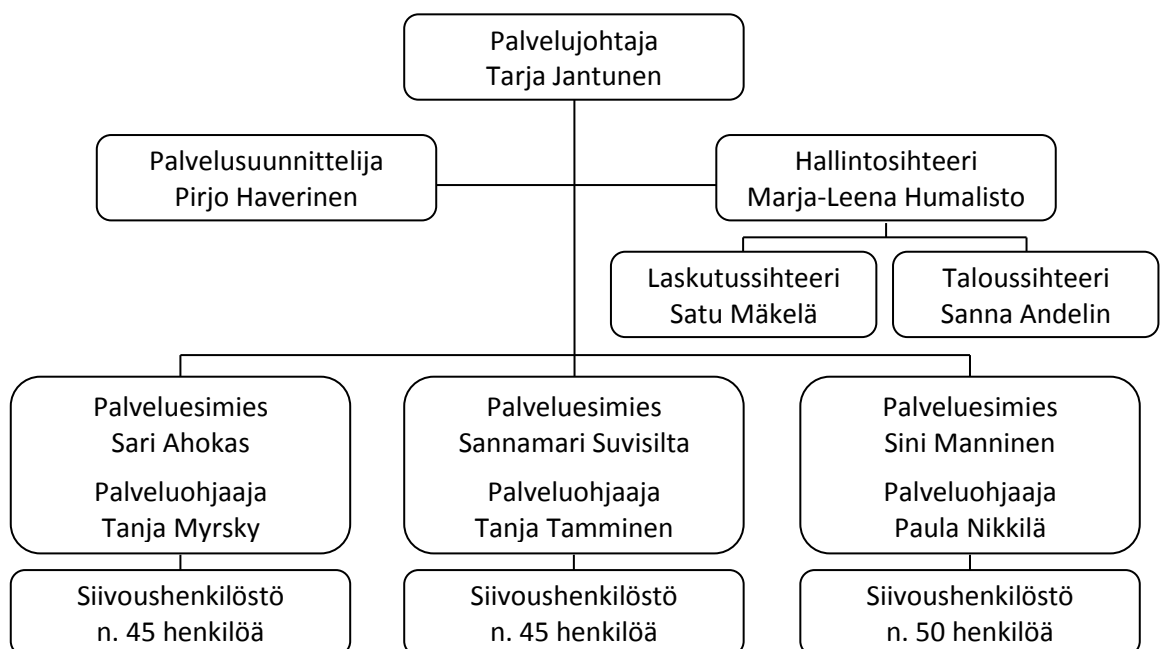 Palvelujohtaja
Tarja Jantunen
Palvelusuunnittelija
Pirjo Haverinen
Hallintosihteeri
Marja-Leena Humalisto
Laskutussihteeri
Satu Mäkelä
Taloussihteeri
Sanna Andelin
Palveluesimies
Sari Ahokas
Palveluohjaaja
Tanja Myrsky
Palveluesimies
Sannamari Suvisilta
Palveluohjaaja
Tanja Tamminen
Palveluesimies
Sini Manninen
Palveluohjaaja
Paula Nikkilä
Siivoushenkilöstö
n. 45 henkilöä
Siivoushenkilöstö
n. 45 henkilöä
Siivoushenkilöstö
n. 50 henkilöä